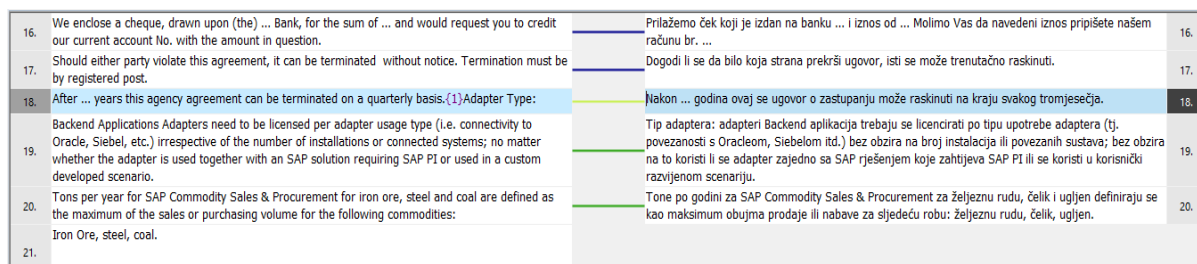 16.
We enclose a cheque, drawn upon (the) ... Bank, for the sum of ... and would request you to credit
our current account No. with the amount in question.
Prilažemo ček koji je izdan na banku ... i iznos od ... Molimo Vas da navedeni iznos pripišete našem
računu br. ...
16.
17.
Should either party violate this agreement, it can be terminated  without notice. Termination must be
by registered post.
Dogodi li se da bilo koja strana prekrši ugovor, isti se može trenutačno raskinuti.
17.
18.
After ... years this agency agreement can be terminated on a quarterly basis.{1}Adapter Type:
Nakon ... godina ovaj se ugovor o zastupanju može raskinuti na kraju svakog tromjesečja.
18.
19.
Backend Applications Adapters need to be licensed per adapter usage type (i.e. connectivity to
Oracle, Siebel, etc.) irrespective of the number of installations or connected systems; no matter
whether the adapter is used together with an SAP solution requiring SAP PI or used in a custom
developed scenario.
Tip adaptera: adapteri Backend aplikacija trebaju se licencirati po tipu upotrebe adaptera (tj.
povezanosti s Oracleom, Siebelom itd.) bez obzira na broj instalacija ili povezanih sustava; bez obzira
na to koristi li se adapter zajedno sa SAP rješenjem koje zahtijeva SAP PI ili se koristi u korisnički
razvijenom scenariju.
19.
20.
Tons per year for SAP Commodity Sales & Procurement for iron ore, steel and coal are defined as
the maximum of the sales or purchasing volume for the following commodities:
Tone po godini za SAP Commodity Sales & Procurement za željeznu rudu, čelik i ugljen definiraju se
kao maksimum obujma prodaje ili nabave za sljedeću robu: željeznu rudu, čelik, ugljen.
20.
21.
Iron Ore, steel, coal.